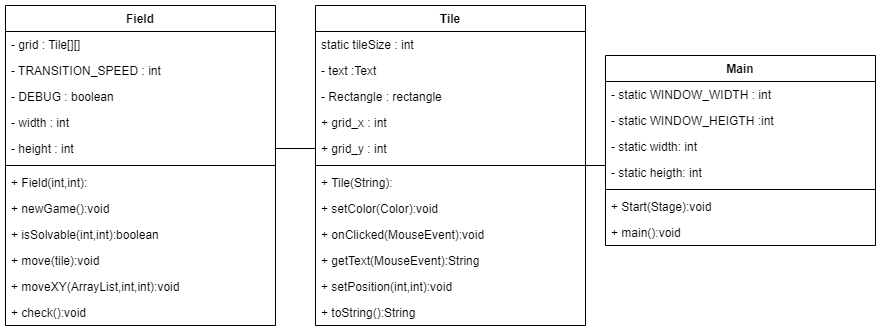 Field
- grid : Tile[][]
- TRANSITION_SPEED : int
- DEBUG : boolean
- width : int
- height : int
+ Field(int,int):
+ newGame():void
+ isSolvable(int,int):boolean
+ move(tile):void
+ moveXY(ArrayList,int,int):void
+ check():void
Tile
static tileSize : int
- text :Text
- Rectangle : rectangle
+ grid_x : int
+ grid_y : int
+ Tile(String):
+ setColor(Color):void
+ onClicked(MouseEvent):void
+ getText(MouseEvent):String
+ setPosition(int,int):void
+ toString():String
Main
- static WINDOW_WIDTH : int
- static WINDOW_HEIGTH :int
- static width: int
- static heigth: int
+ Start(Stage):void
+ main():void